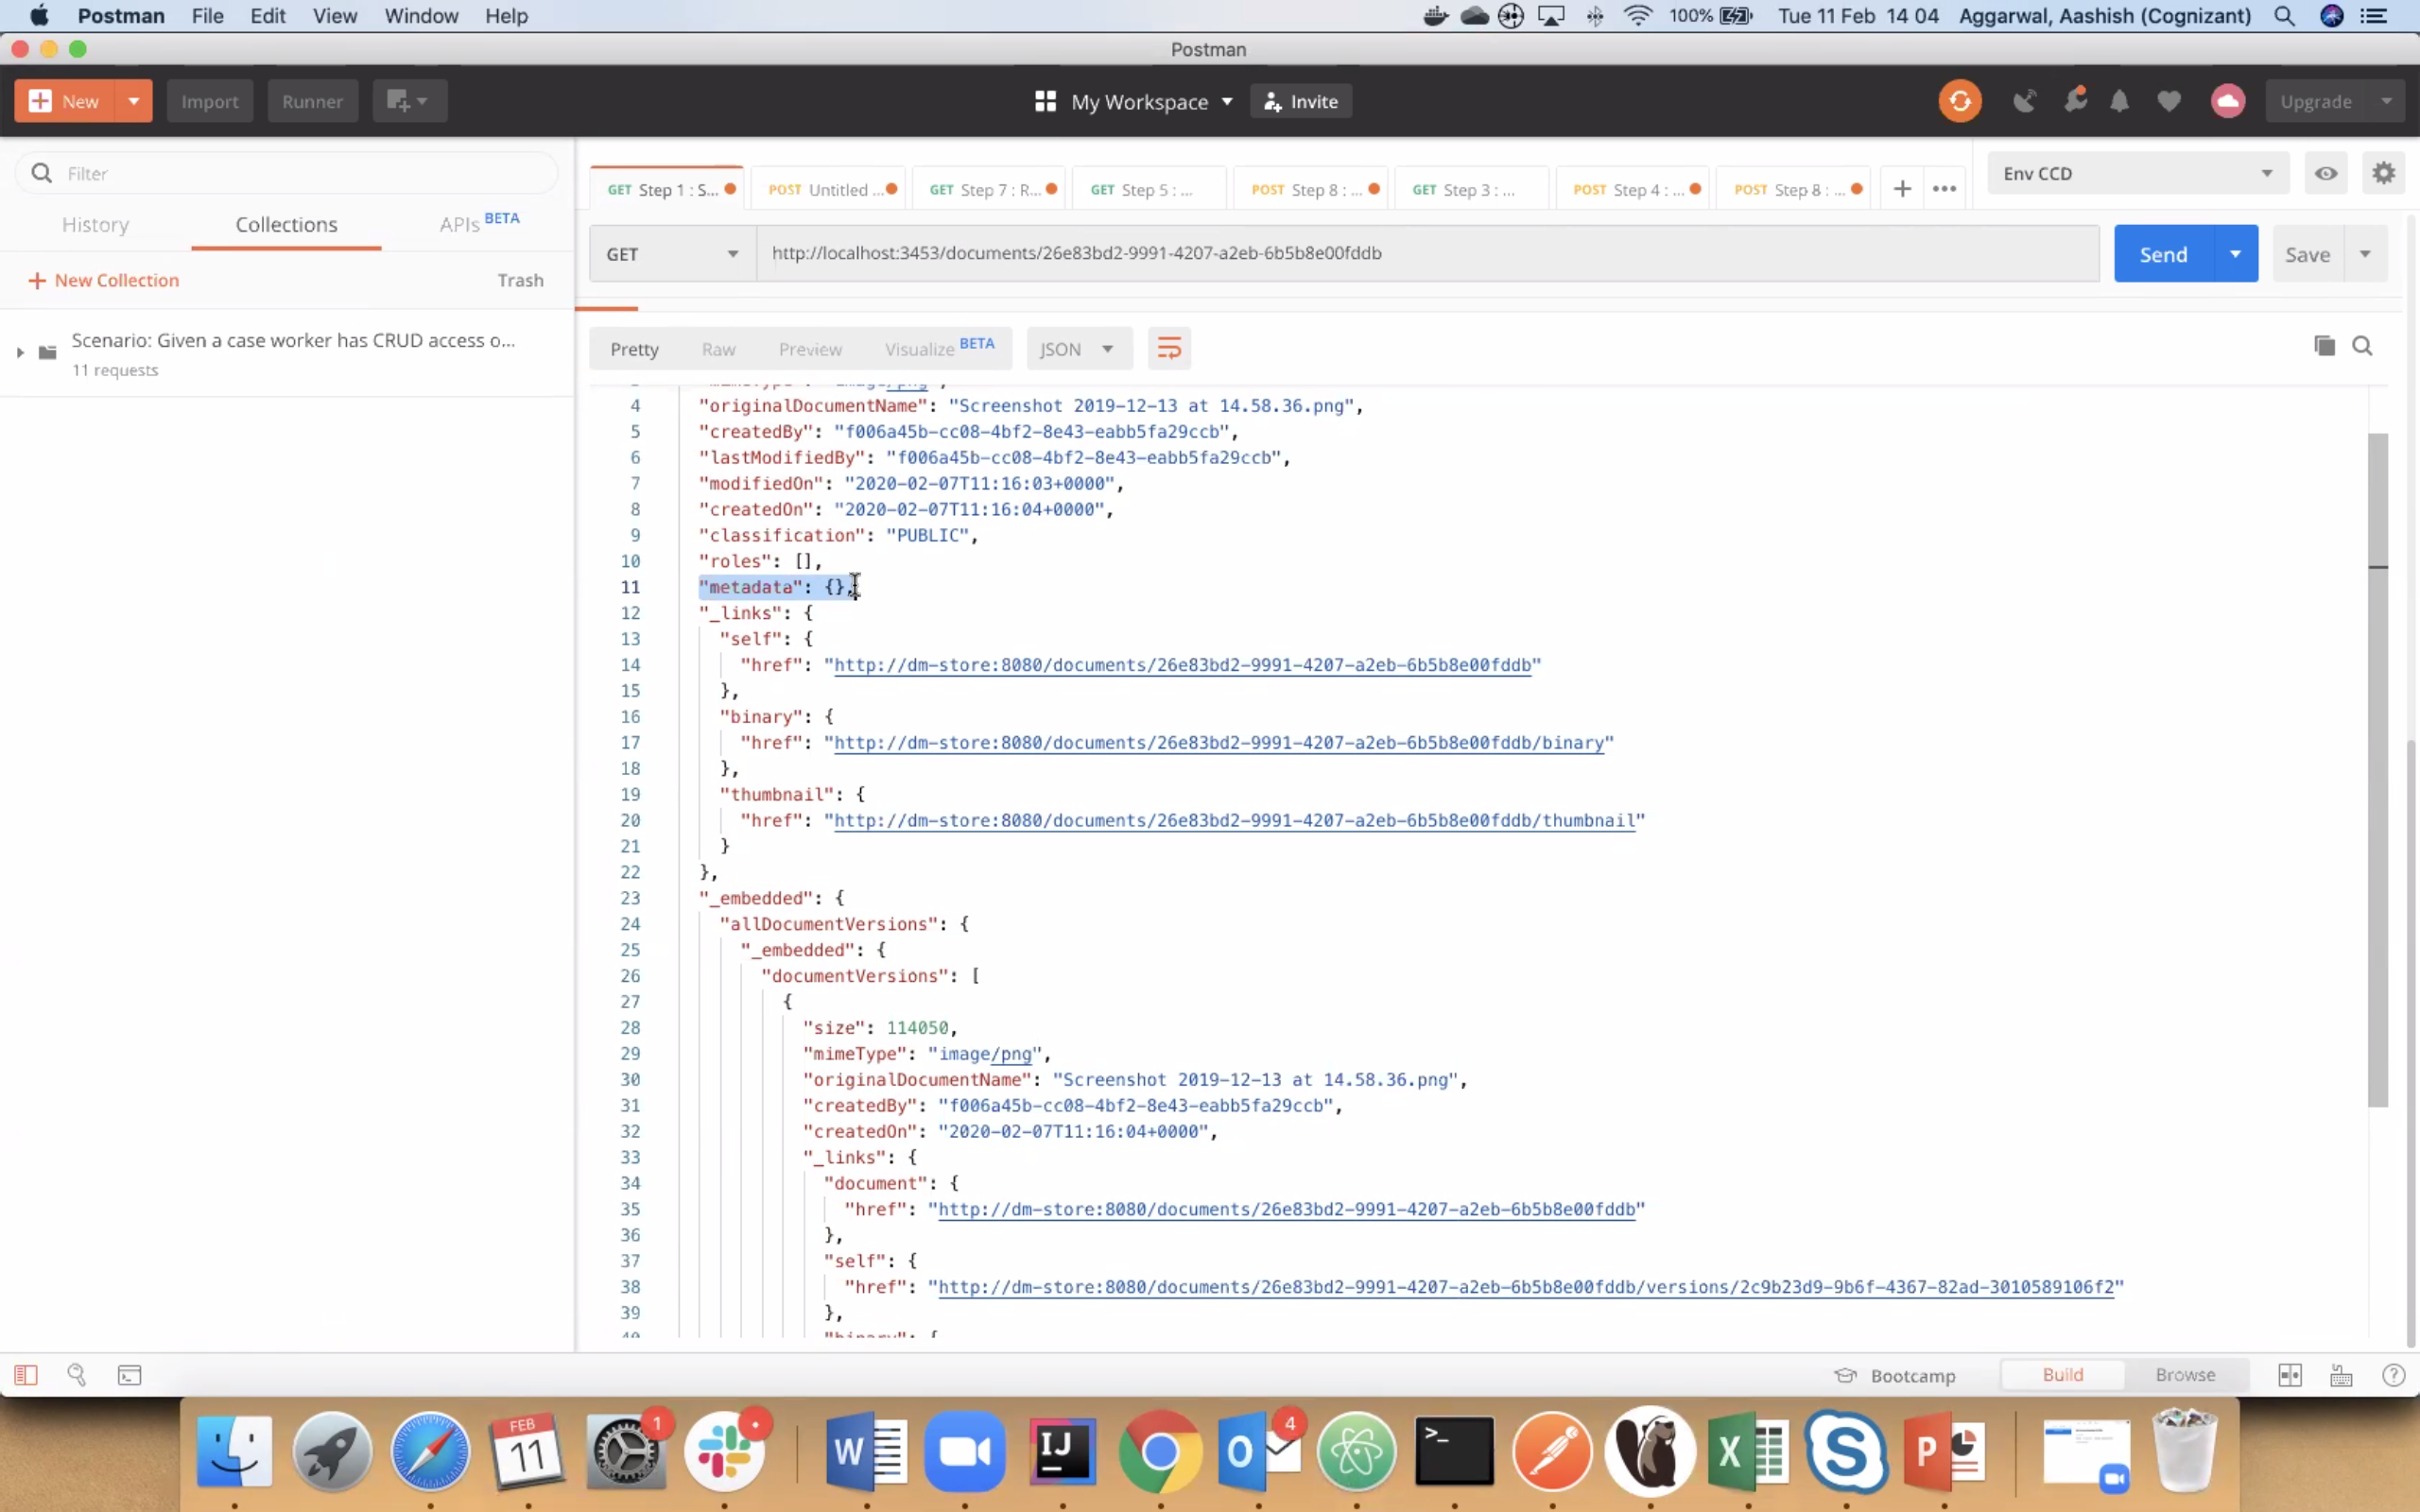 Postman File Edit View Window Help 100% Tue 11 Feb 14 04 Aggarwal, Aashish (Cognizant)
Postman
New Import Runner My Workspace Invite Upgrade
Filter
History Collections APIs BETA
+ New Collection Trash
Scenario: Given a case worker has CRUD access o...
11 requests
GET Step 1 : S... POST Untitled ... GET Step 7 : R... GET Step 5 : ... POST Step 8 : ... GET Step 3 : ... POST Step 4 : ... POST Step 8 : ... + ••• Env CCD
GET http://localhost:3453/documents/26e83bd2-9991-4207-a2eb-6b5b8e00fddb Send Save
Pretty Raw Preview Visualize BETA JSON
4 "originalDocumentName": "Screenshot 2019-12-13 at 14.58.36.png",
5 "createdBy": "f006a45b-cc08-4bf2-8e43-eabb5fa29ccb",
6 "lastModifiedBy": "f006a45b-cc08-4bf2-8e43-eabb5fa29ccb",
7 "modifiedOn": "2020-02-07T11:16:03+0000",
8 "createdOn": "2020-02-07T11:16:04+0000",
9 "classification": "PUBLIC",
10 "roles": [],
11 "metadata": {},
12 "_links": {
13 "self": {
14 "href": "http://dm-store:8080/documents/26e83bd2-9991-4207-a2eb-6b5b8e00fddb"
15 },
16 "binary": {
17 "href": "http://dm-store:8080/documents/26e83bd2-9991-4207-a2eb-6b5b8e00fddb/binary"
18 },
19 "thumbnail": {
20 "href": "http://dm-store:8080/documents/26e83bd2-9991-4207-a2eb-6b5b8e00fddb/thumbnail"
21 }
22 },
23 "_embedded": {
24 "allDocumentVersions": {
25 "_embedded": {
26 "documentVersions": [
27 {
28 "size": 114050,
29 "mimeType": "image/png",
30 "originalDocumentName": "Screenshot 2019-12-13 at 14.58.36.png",
31 "createdBy": "f006a45b-cc08-4bf2-8e43-eabb5fa29ccb",
32 "createdOn": "2020-02-07T11:16:04+0000",
33 "_links": {
34 "document": {
35 "href": "http://dm-store:8080/documents/26e83bd2-9991-4207-a2eb-6b5b8e00fddb"
36 },
37 "self": {
38 "href": "http://dm-store:8080/documents/26e83bd2-9991-4207-a2eb-6b5b8e00fddb/versions/2c9b23d9-9b6f-4367-82ad-3010589106f2"
39 },
Bootcamp Build Browse
FEB 11 1 W IJ O 4 >_ X S P